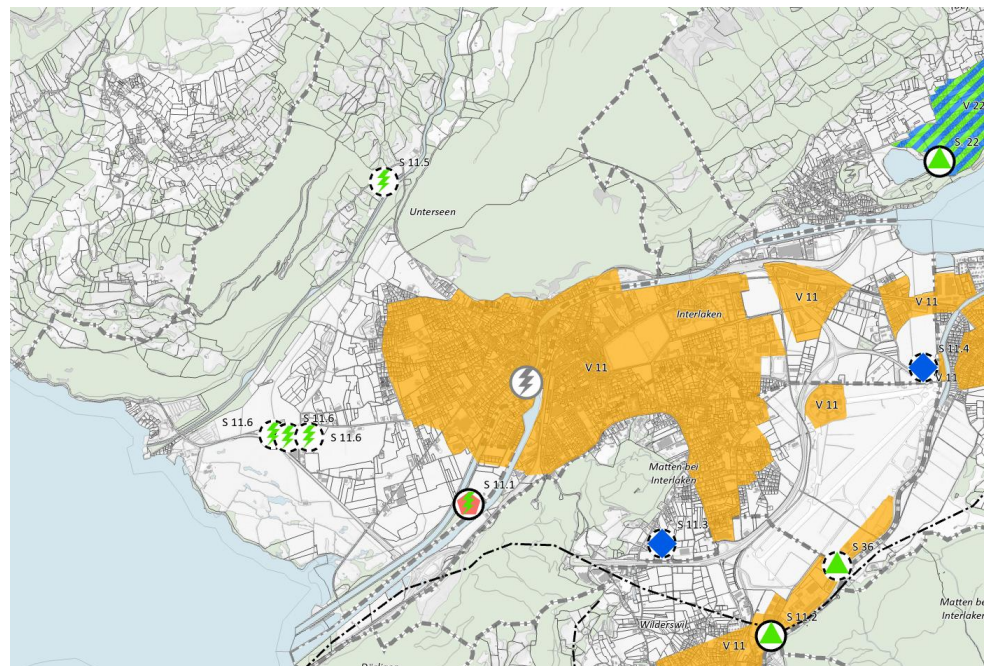 V 22
S 22
S 11.5
Unterseen
V 11
V 11
Interlaken
S 11.4
V 11
V 11
V 11
S 11.6
S 11.6
S 11.6
Matten bei
Interlaken
S 11.1
S 11.3
S 36
Matten bei
Interlaken
S 11.2
Wilderswil
V 11